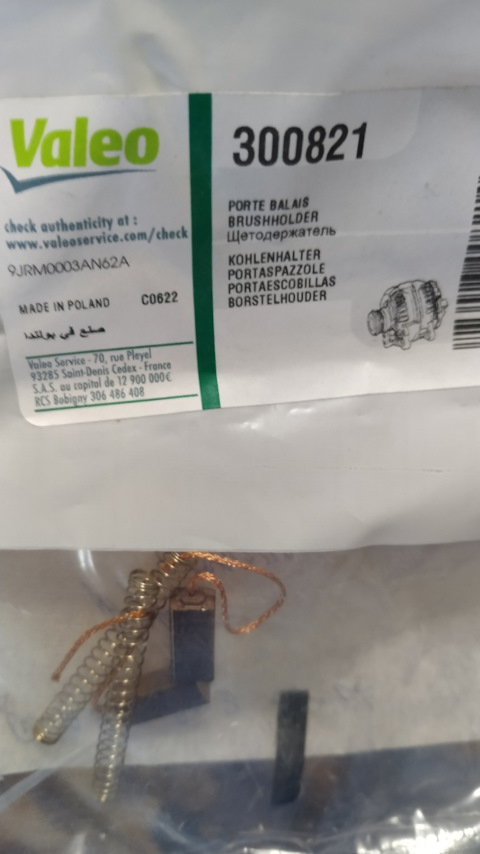 Valeo
check authenticity at :
www.valeoservice.com/check
9JRM0003AN62A
MADE IN POLAND C0622
صنع في بولندا
Valeo Service - 70, rue Pleyel
93285 Saint-Denis Cedex - France
S.A.S. au capital de 12 900 000€
RCS Bobigny 306 486 408
300821
PORTE BALAIS
BRUSHHOLDER
Щетодержатель
KOHLENHALTER
PORTASPAZZOLE
PORTAESCOBILLAS
BORSTELHOUDER